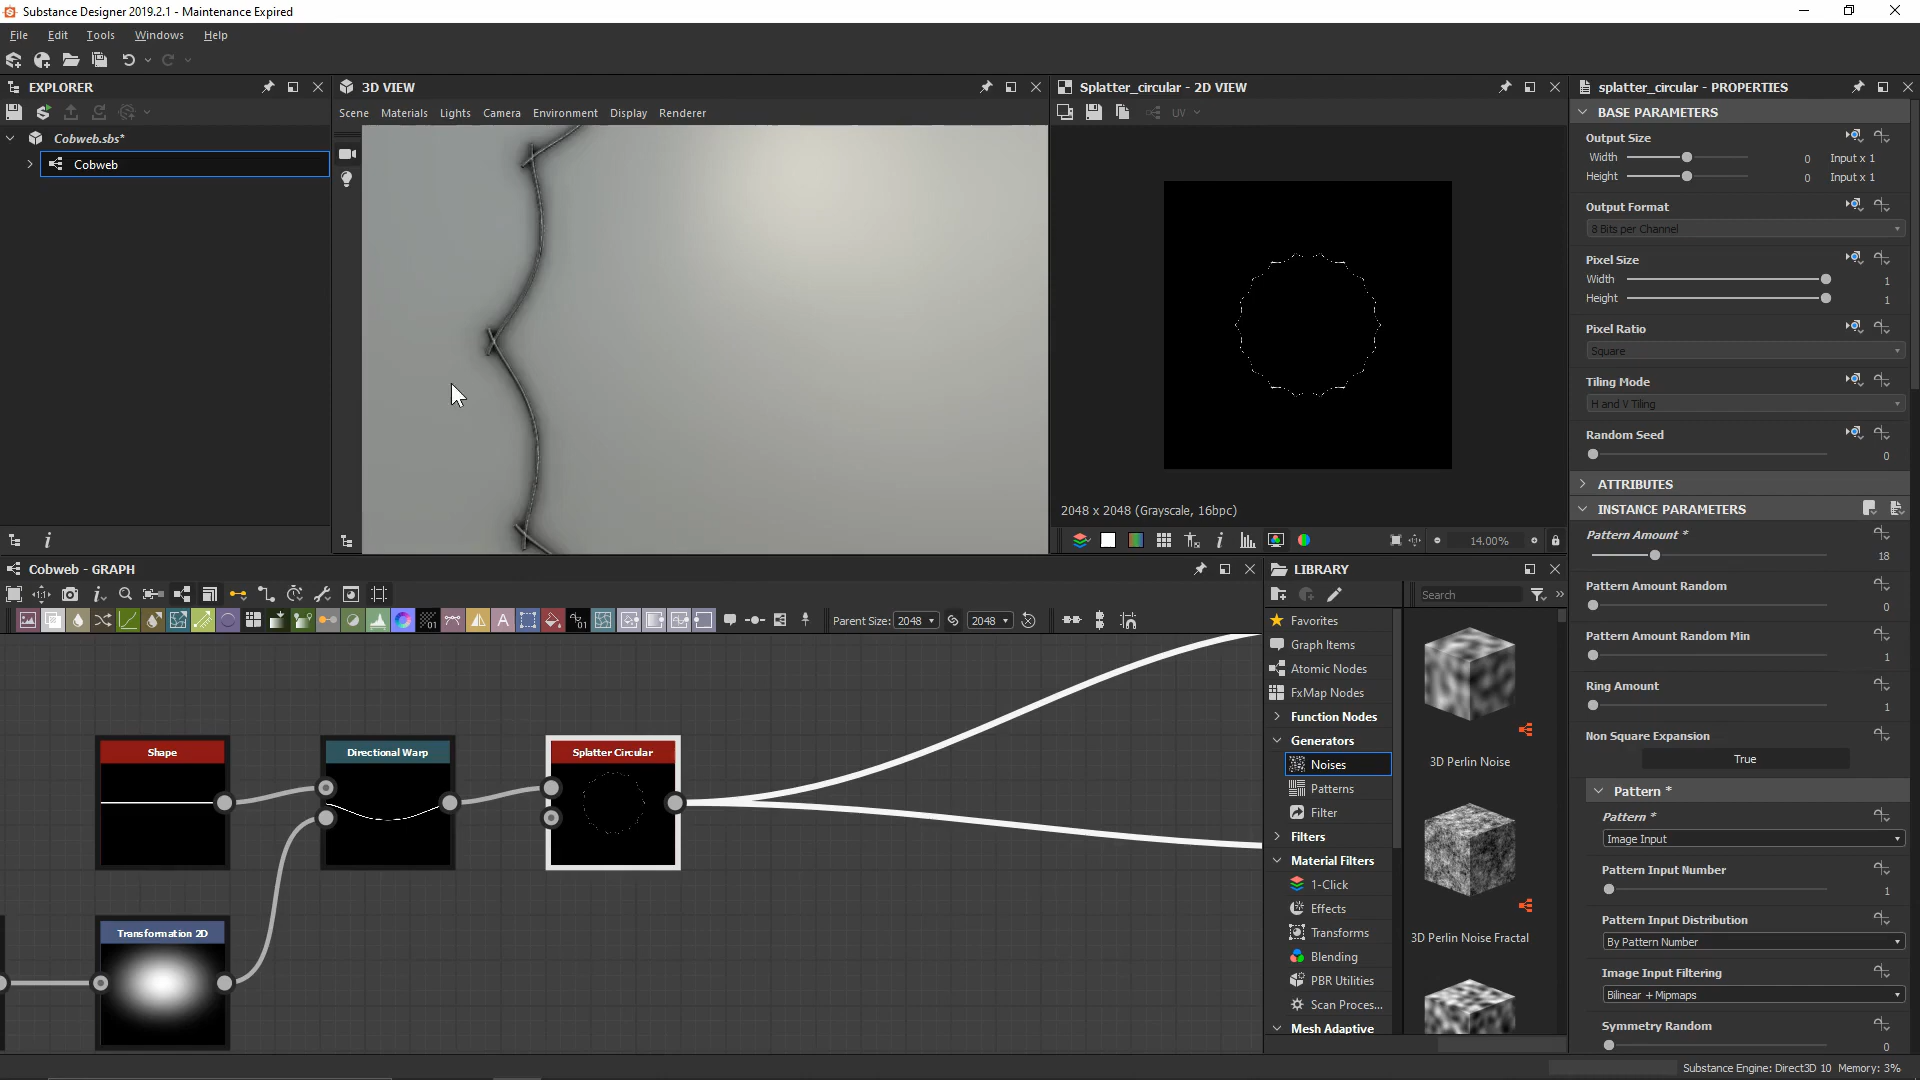 Substance Designer 2019.2.1 - Maintenance Expired
File Edit Tools Windows Help
EXPLORER
Cobweb.sbs*
Cobweb
3D VIEW
Scene Materials Lights Camera Environment Display Renderer
Splatter_circular - 2D VIEW
UV
2048 x 2048 (Grayscale, 16bpc)
14.00%
splatter_circular - PROPERTIES
BASE PARAMETERS
Output Size
Width 0 Input x 1
Height 0 Input x 1
Output Format
8 Bits per Channel
Pixel Size
Width 1
Height 1
Pixel Ratio
Square
Tiling Mode
H and V Tiling
Random Seed
0
ATTRIBUTES
INSTANCE PARAMETERS
Pattern Amount *
18
Pattern Amount Random
0
Pattern Amount Random Min
1
Ring Amount
1
Non Square Expansion
True
Pattern *
Pattern *
Image Input
Pattern Input Number
1
Pattern Input Distribution
By Pattern Number
Image Input Filtering
Bilinear + Mipmaps
Symmetry Random
0
Cobweb - GRAPH
Parent Size: 2048 2048
Shape
Directional Warp
Splatter Circular
Transformation 2D
LIBRARY
Search
Favorites
Graph Items
Atomic Nodes
FxMap Nodes
Function Nodes
Generators
Noises
Patterns
Filter
Filters
Material Filters
1-Click
Effects
Transforms
Blending
PBR Utilities
Scan Proces...
Mesh Adaptive
3D Perlin Noise
3D Perlin Noise Fractal
Substance Engine: Direct3D 10 Memory: 3%